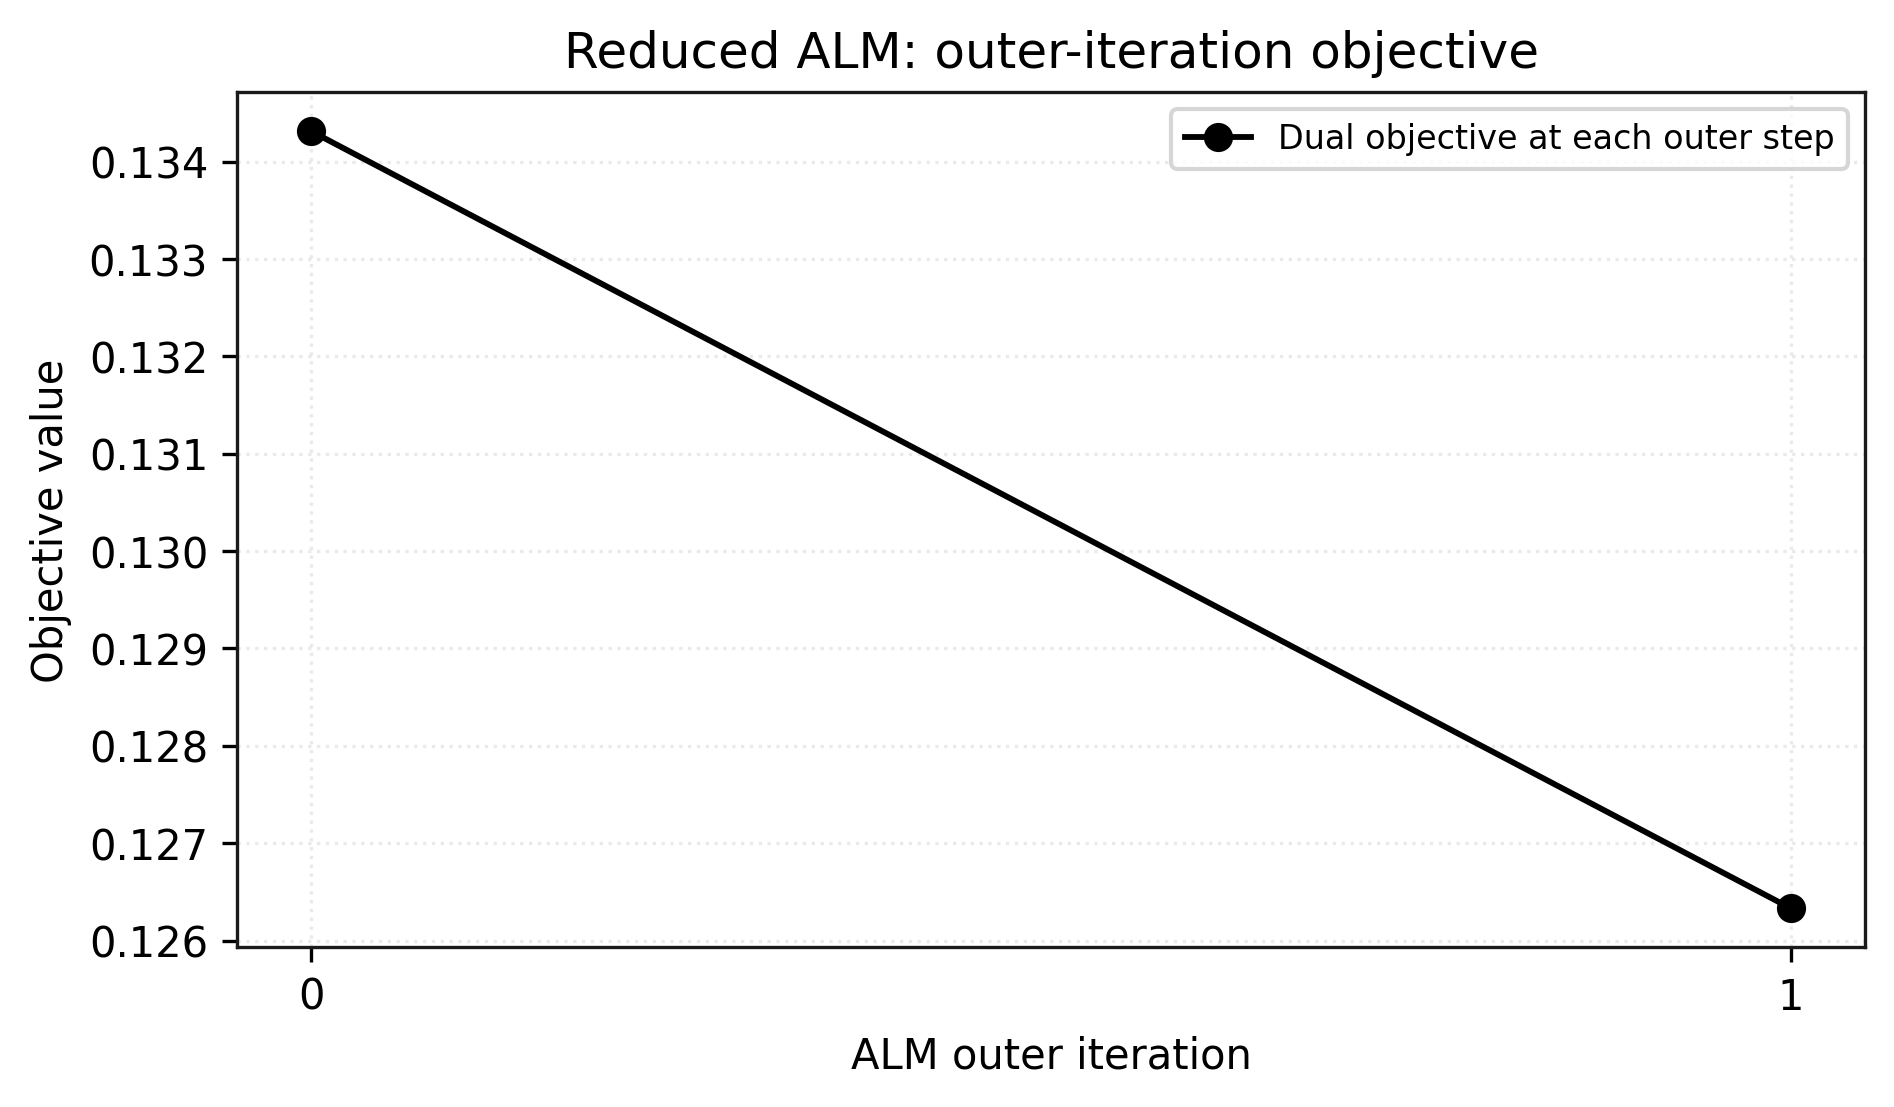 Reduced ALM: outer-iteration objective
Dual objective at each outer step
Objective value
0.134
0.133
0.132
0.131
0.130
0.129
0.128
0.127
0.126
0
1
ALM outer iteration